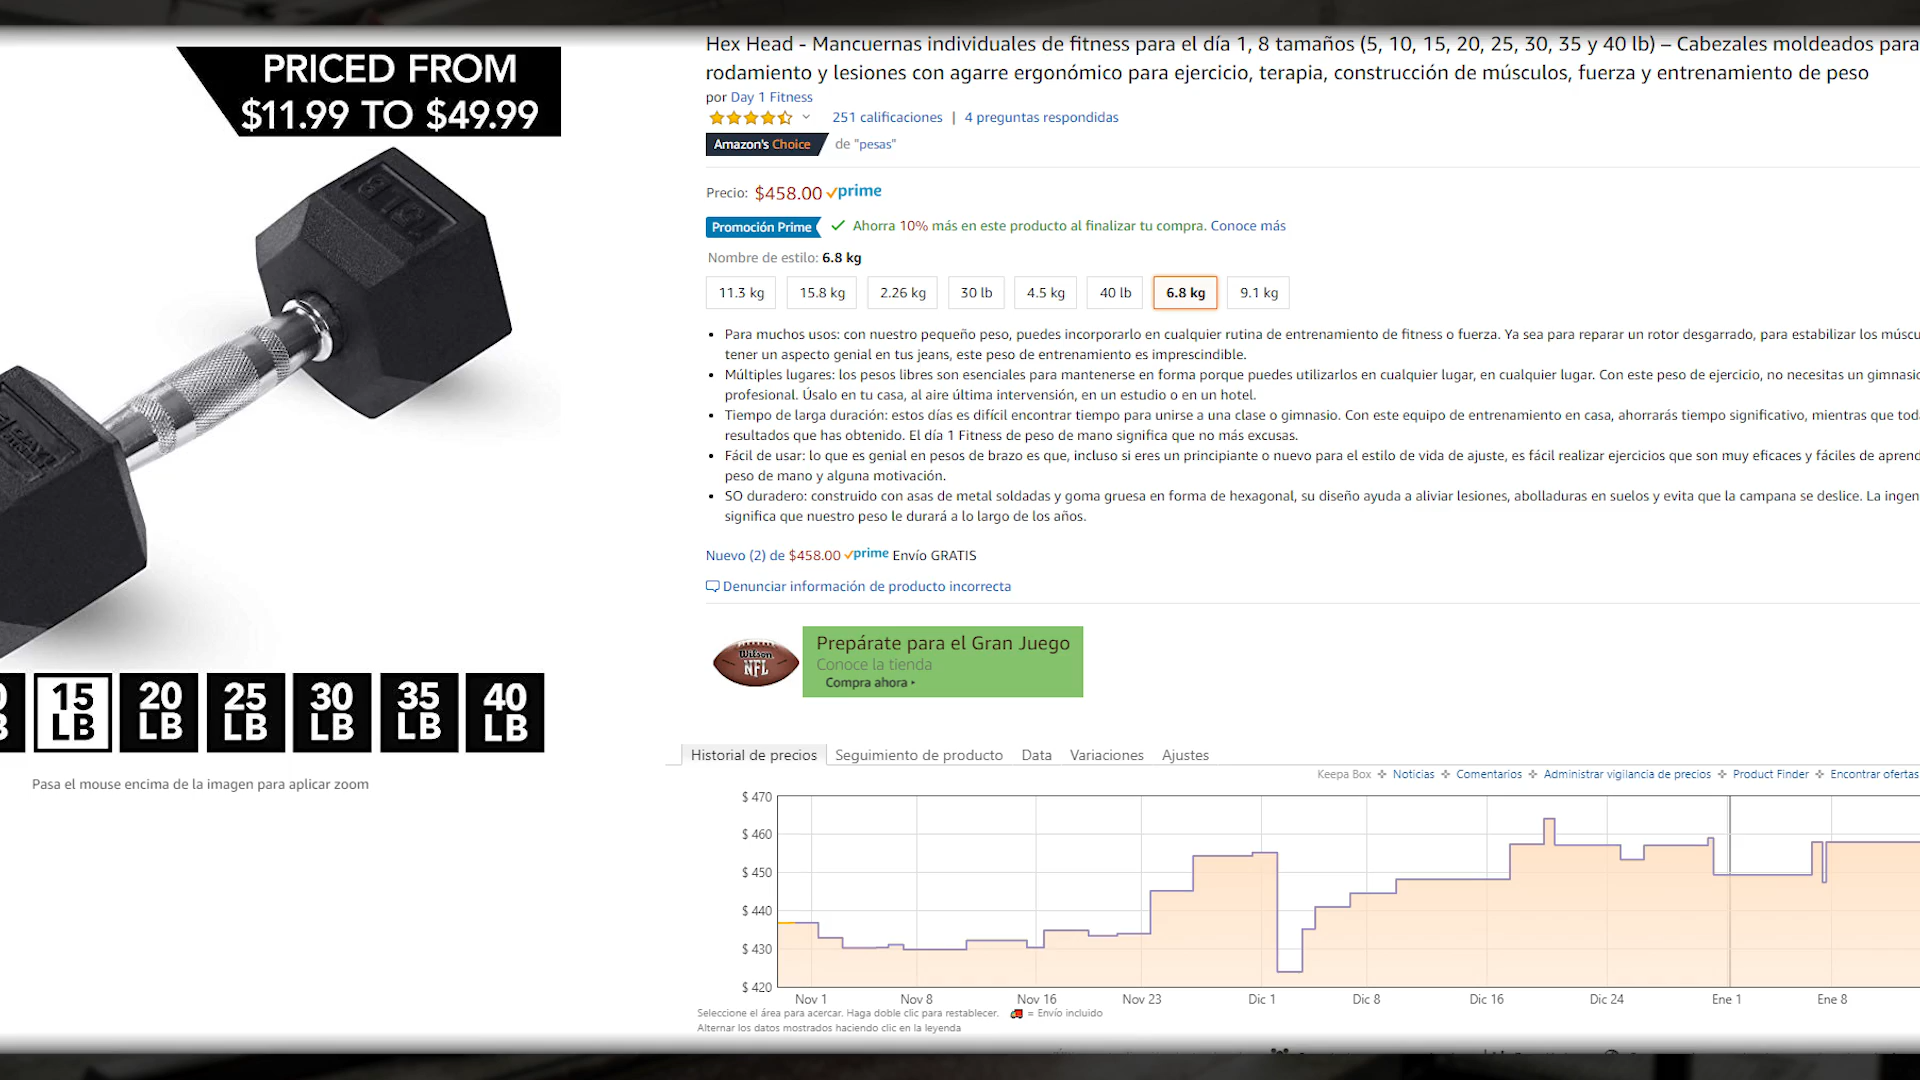 PRICED FROM
$11.99 TO $49.99
15 LB
15
LB
20
LB
25
LB
30
LB
35
LB
40
LB
Pasa el mouse encima de la imagen para aplicar zoom
Hex Head - Mancuernas individuales de fitness para el día 1, 8 tamaños (5, 10, 15, 20, 25, 30, 35 y 40 lb) – Cabezales moldeados para
rodamiento y lesiones con agarre ergonómico para ejercicio, terapia, construcción de músculos, fuerza y entrenamiento de peso
por Day 1 Fitness
251 calificaciones | 4 preguntas respondidas
Amazon's Choice de "pesas"
Precio: $458.00 prime
Promoción Prime Ahorra 10% más en este producto al finalizar tu compra. Conoce más
Nombre de estilo: 6.8 kg
11.3 kg 15.8 kg 2.26 kg 30 lb 4.5 kg 40 lb 6.8 kg 9.1 kg
• Para muchos usos: con nuestro pequeño peso, puedes incorporarlo en cualquier rutina de entrenamiento de fitness o fuerza. Ya sea para reparar un rotor desgarrado, para estabilizar los múscu
tener un aspecto genial en tus jeans, este peso de entrenamiento es imprescindible.
• Múltiples lugares: los pesos libres son esenciales para mantenerse en forma porque puedes utilizarlos en cualquier lugar, en cualquier lugar. Con este peso de ejercicio, no necesitas un gimnasio
profesional. Úsalo en tu casa, al aire última intervensión, en un estudio o en un hotel.
• Tiempo de larga duración: estos días es difícil encontrar tiempo para unirse a una clase o gimnasio. Con este equipo de entrenamiento en casa, ahorrarás tiempo significativo, mientras que tod
resultados que has obtenido. El día 1 Fitness de peso de mano significa que no más excusas.
• Fácil de usar: lo que es genial en pesos de brazo es que, incluso si eres un principiante o nuevo para el estilo de vida de ajuste, es fácil realizar ejercicios que son muy eficaces y fáciles de aprend
peso de mano y alguna motivación.
• SO duradero: construido con asas de metal soldadas y goma gruesa en forma de hexagonal, su diseño ayuda a aliviar lesiones, abolladuras en suelos y evita que la campana se deslice. La ingen
significa que nuestro peso le durará a lo largo de los años.
Nuevo (2) de $458.00 prime Envío GRATIS
Denunciar información de producto incorrecta
Wilson
NFL
Prepárate para el Gran Juego
Conoce la tienda
Compra ahora
Historial de precios Seguimiento de producto Data Variaciones Ajustes
Keepa Box Noticias Comentarios Administrar vigilancia de precios Product Finder Encontrar ofertas
$ 470
$ 460
$ 450
$ 440
$ 430
$ 420
Nov 1 Nov 8 Nov 16 Nov 23 Dic 1 Dic 8 Dic 16 Dic 24 Ene 1 Ene 8
Seleccione el área para acercar. Haga doble clic para restablecer. = Envío incluido
Alternar los datos mostrados haciendo clic en la leyenda